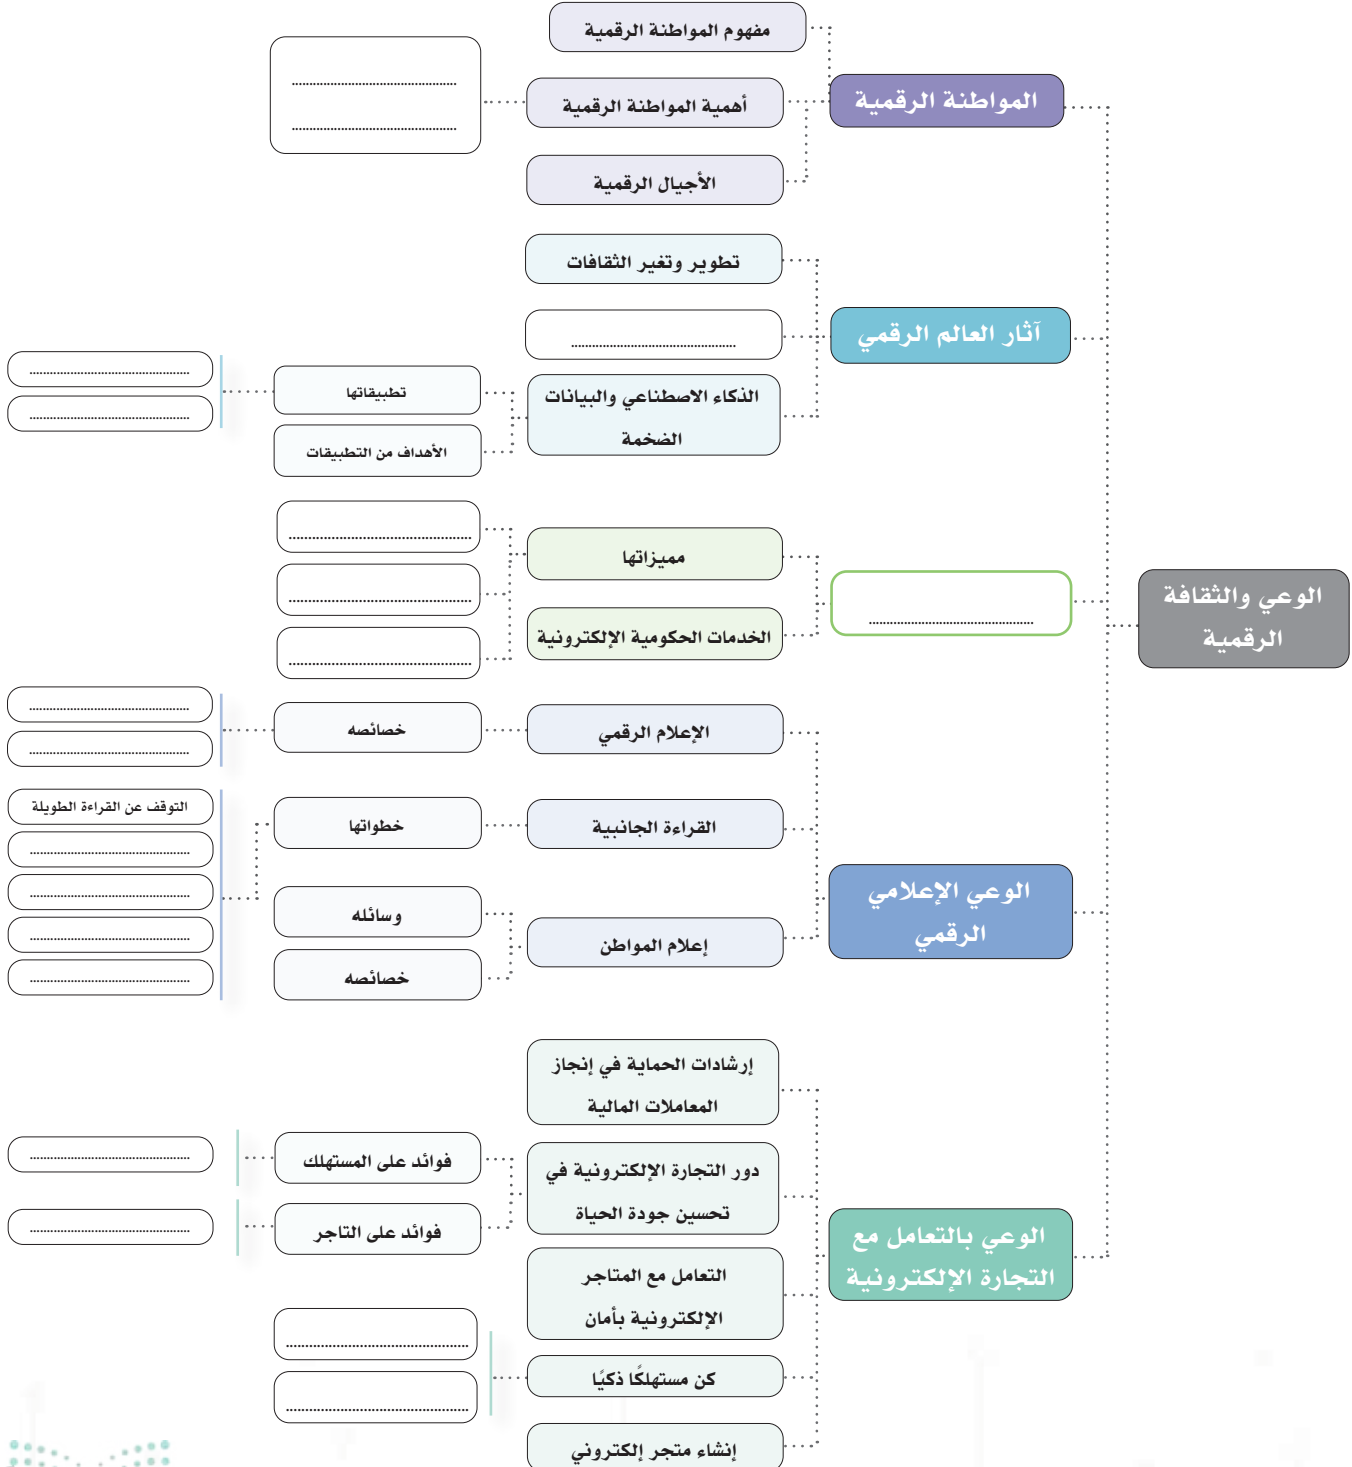 الوعي والثقافة
الرقمية
المواطنة الرقمية
مفهوم المواطنة الرقمية
أهمية المواطنة الرقمية
................................................
................................................
الأجيال الرقمية
آثار العالم الرقمي
تطوير وتغير الثقافات
................................................
الذكاء الاصطناعي والبيانات
الضخمة
تطبيقاتها
................................................
................................................
الأهداف من التطبيقات
................................................
مميزاتها
................................................
................................................
................................................
الخدمات الحكومية الإلكترونية
الوعي الإعلامي
الرقمي
الإعلام الرقمي
خصائصه
................................................
................................................
القراءة الجانبية
خطواتها
التوقف عن القراءة الطويلة
................................................
................................................
................................................
................................................
إعلام المواطن
وسائله
خصائصه
الوعي بالتعامل مع
التجارة الإلكترونية
إرشادات الحماية في إنجاز
المعاملات المالية
دور التجارة الإلكترونية في
تحسين جودة الحياة
فوائد على المستهلك
................................................
فوائد على التاجر
................................................
التعامل مع المتاجر
الإلكترونية بأمان
كن مستهلكًا ذكيًا
................................................
................................................
إنشاء متجر إلكتروني